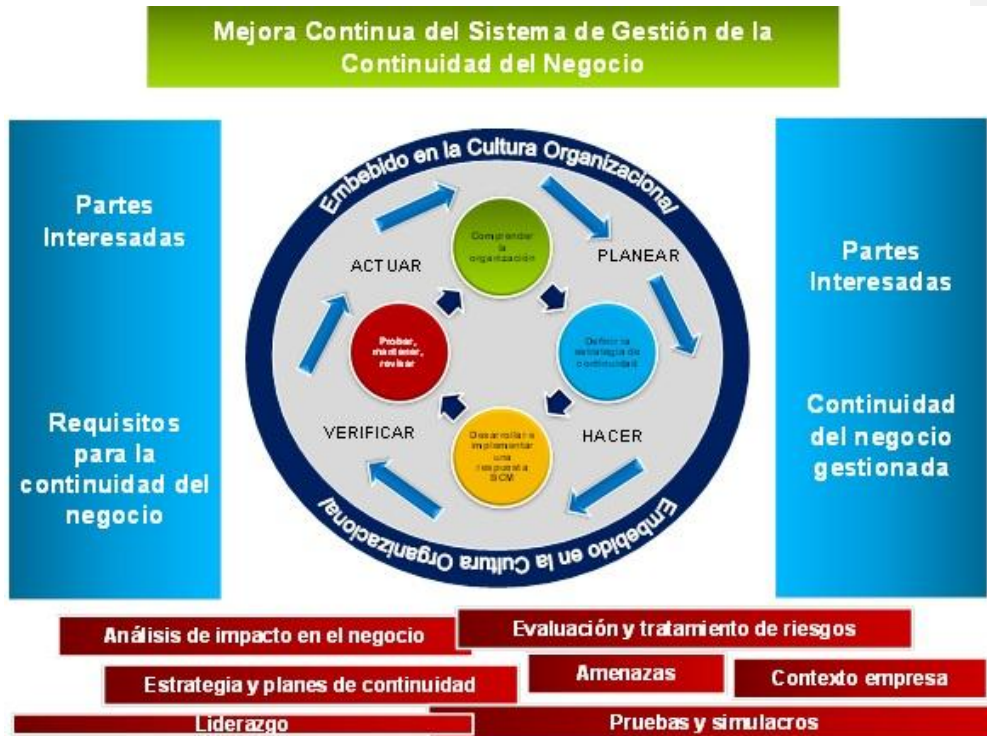 Mejora Continua del Sistema de Gestión de la
Continuidad del Negocio
Partes
Interesadas
Requisitos
para la
continuidad del
negocio
Embebido en la Cultura Organizacional
ACTUAR
PLANEAR
Comprender
la
organización
Probar,
mantener,
revisar
Definir la
estrategia de
continuidad
VERIFICAR
HACER
Desarrollar e
implementar
una
respuesta
BCM
Embebido en la Cultura Organizacional
Partes
Interesadas
Continuidad
del negocio
gestionada
Análisis de impacto en el negocio
Evaluación y tratamiento de riesgos
Estrategia y planes de continuidad
Amenazas
Contexto empresa
Liderazgo
Pruebas y simulacros